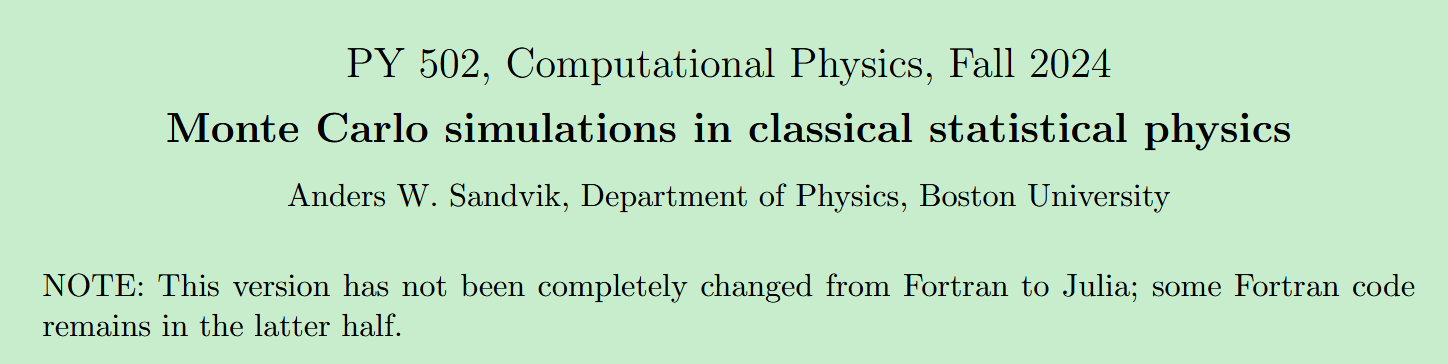 PY 502, Computational Physics, Fall 2024
Monte Carlo simulations in classical statistical physics
Anders W. Sandvik, Department of Physics, Boston University
NOTE: This version has not been completely changed from Fortran to Julia; some Fortran code
remains in the latter half.